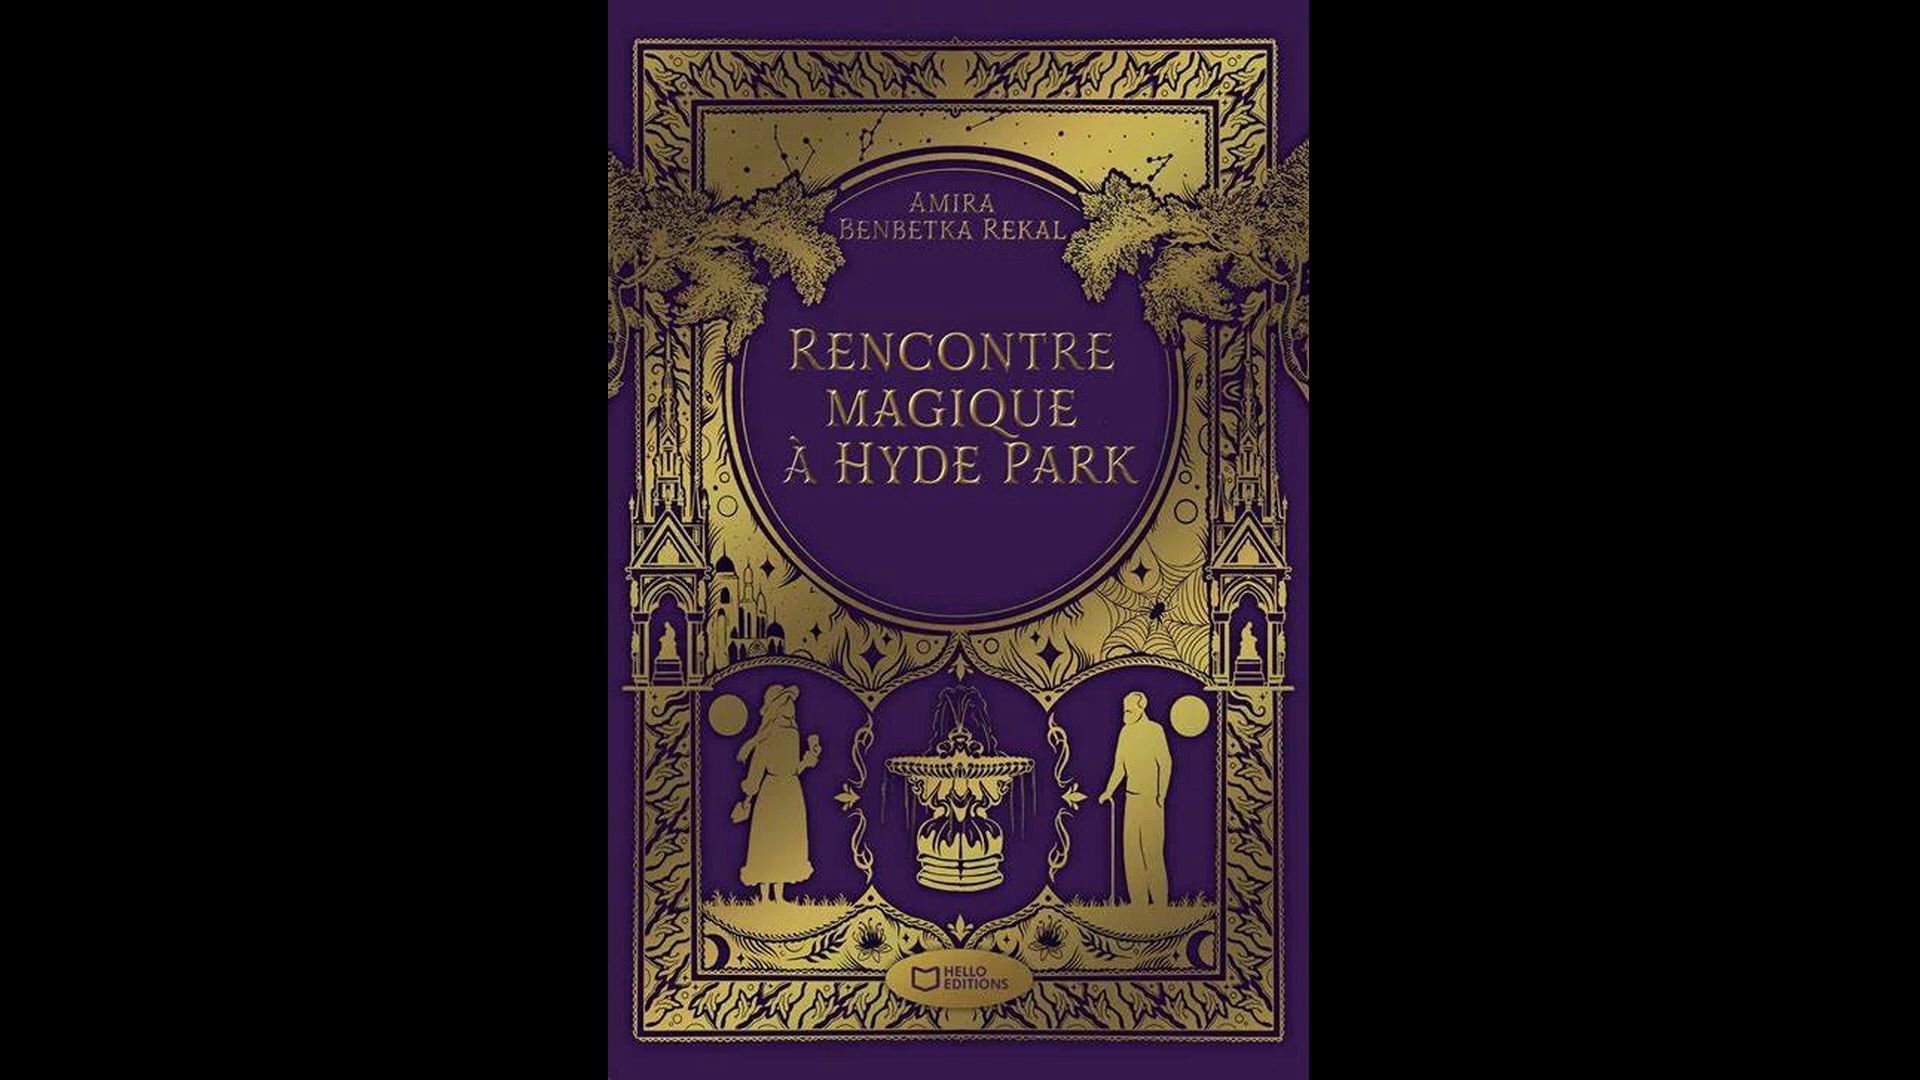 AMIRA
BENBETKA REKAL
RENCONTRE
MAGIQUE
À HYDE PARK
HELLO
EDITIONS